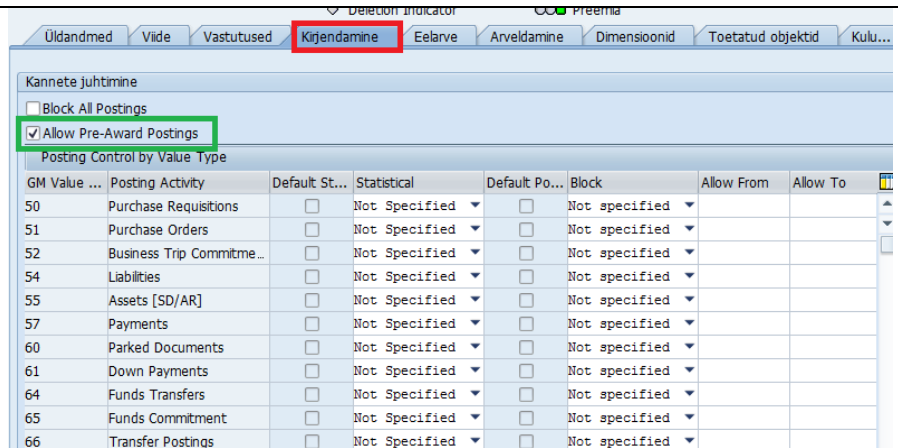 Deletion Indicator Preemia
Üldandmed Viide Vastutused Kirjendamine Eelarve Arveldamine Dimensioonid Toetatud objektid Kulu...
Kannete juhtimine
Block All Postings
Allow Pre-Award Postings
Posting Control by Value Type
GM Value ... Posting Activity Default St... Statistical Default Po... Block Allow From Allow To
50 Purchase Requisitions Not Specified Not specified
51 Purchase Orders Not Specified Not specified
52 Business Trip Commitme... Not Specified Not specified
54 Liabilities Not Specified Not specified
55 Assets [SD/AR] Not Specified Not specified
57 Payments Not Specified Not specified
60 Parked Documents Not Specified Not specified
61 Down Payments Not Specified Not specified
64 Funds Transfers Not Specified Not specified
65 Funds Commitment Not Specified Not specified
66 Transfer Postings Not Specified Not specified